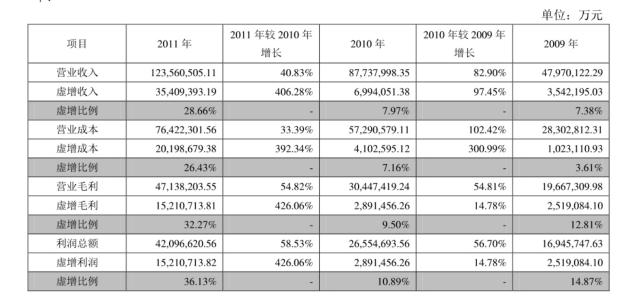 单位：万元
项目 2011 年 2011 年较 2010 年增长 2010 年 2010 年较 2009 年增长 2009 年
营业收入 123,560,505.11 40.83% 87,737,998.35 82.90% 47,970,122.29
虚增收入 35,409,393.19 406.28% 6,994,051.38 97.45% 3,542,195.03
虚增比例 28.66% - 7.97% - 7.38%
营业成本 76,422,301.56 33.39% 57,290,579.11 102.42% 28,302,812.31
虚增成本 20,198,679.38 392.34% 4,102,595.12 300.99% 1,023,110.93
虚增比例 26.43% - 7.16% - 3.61%
营业毛利 47,138,203.55 54.82% 30,447,419.24 54.81% 19,667,309.98
虚增毛利 15,210,713.81 426.06% 2,891,456.26 14.78% 2,519,084.10
虚增比例 32.27% - 9.50% - 12.81%
利润总额 42,096,620.56 58.53% 26,554,693.56 56.70% 16,945,747.63
虚增利润 15,210,713.82 426.06% 2,891,456.26 14.78% 2,519,084.10
虚增比例 36.13% - 10.89% - 14.87%